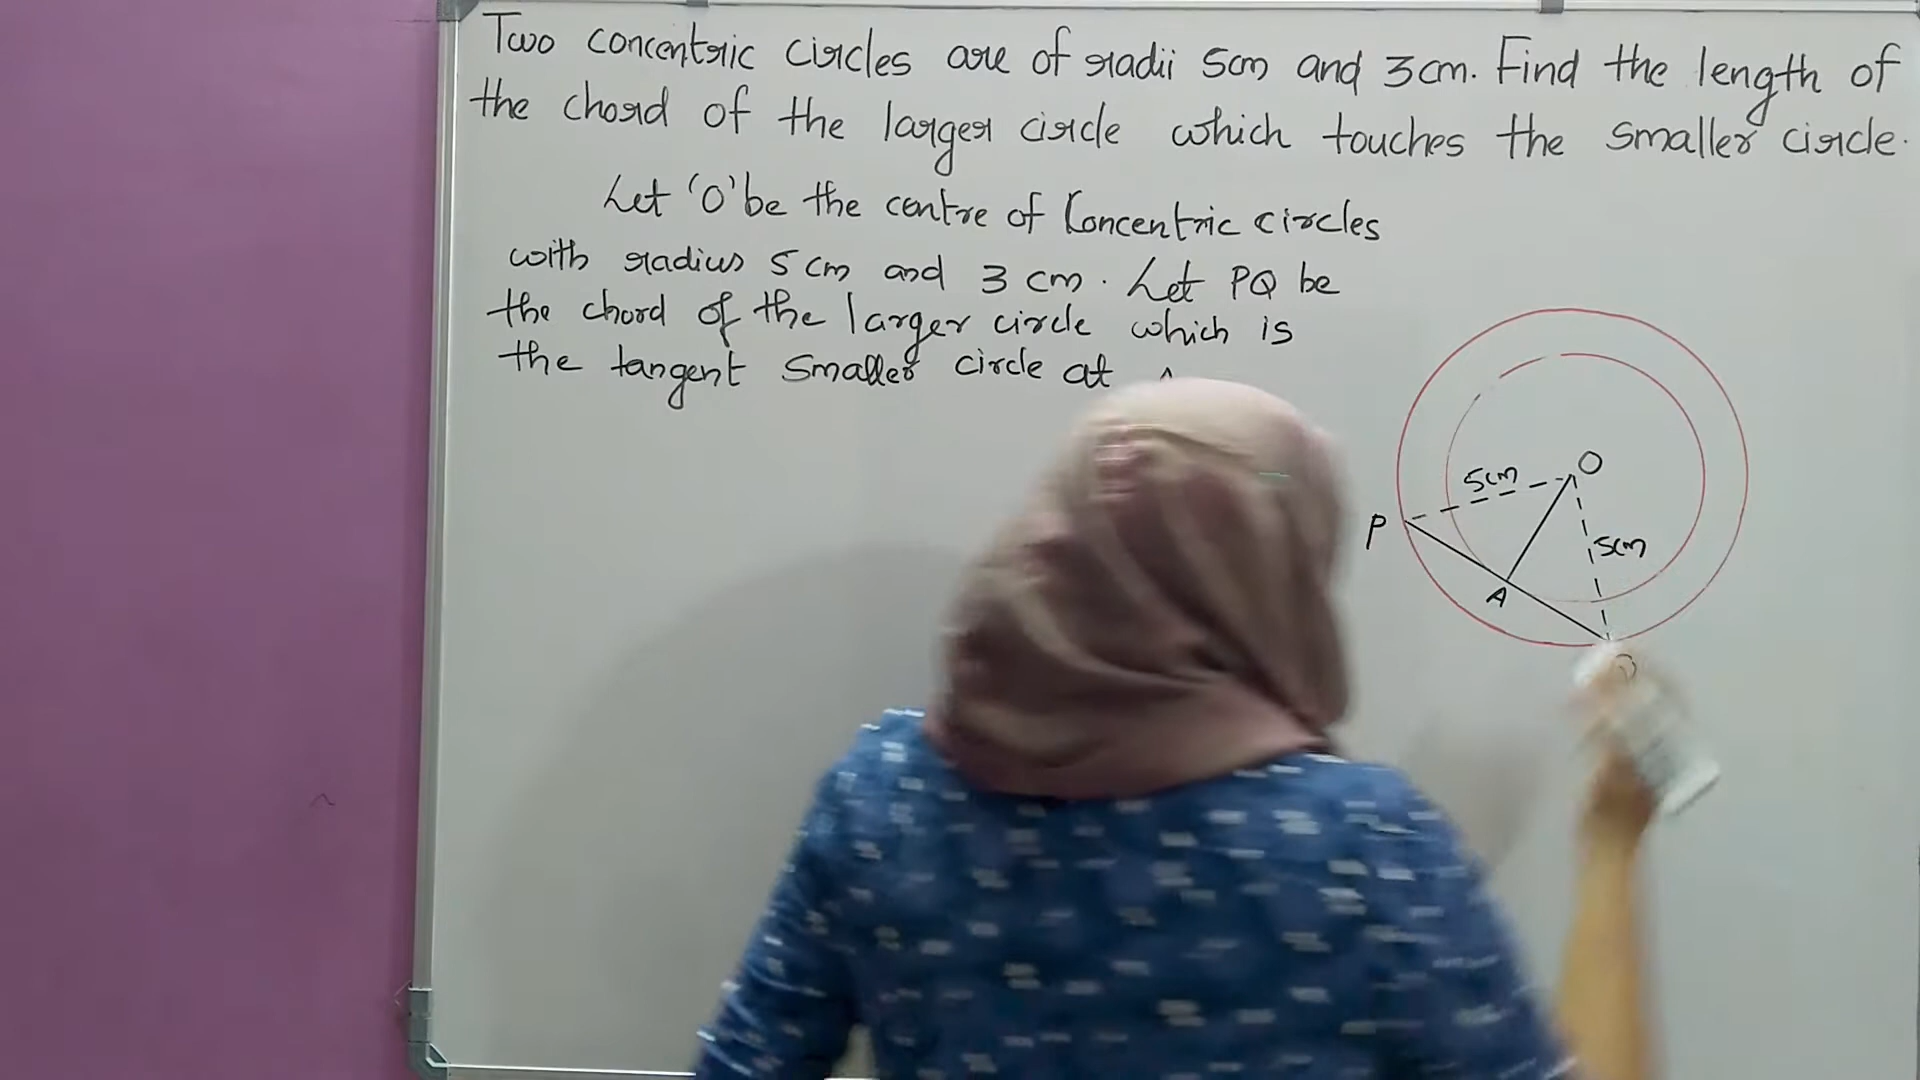 Two concentric circles are of radii 5cm and 3cm. Find the length of
the chord of the larger circle which touches the smaller circle.
Let 'O' be the centre of Concentric circles
with radius 5 cm and 3 cm. Let PQ be
the chord of the larger circle which is
the tangent smaller circle at
O
5cm
P
5cm
A